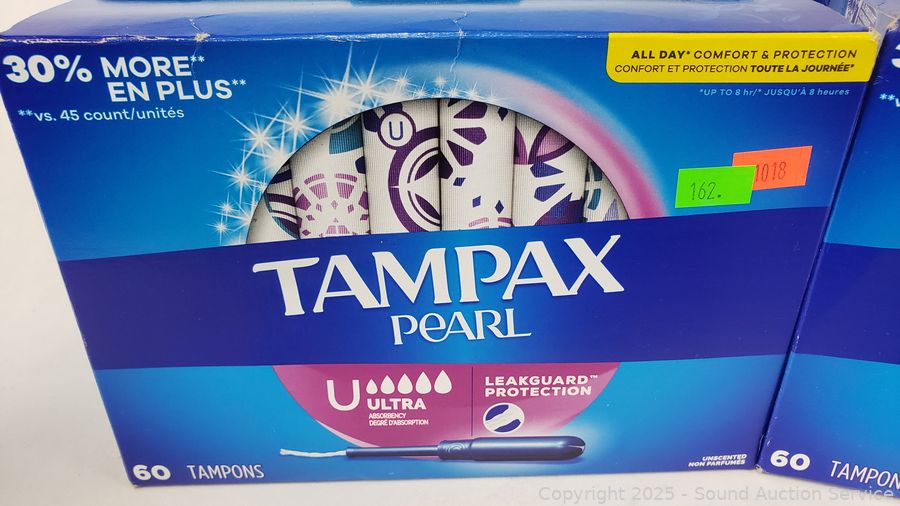 30% MORE**
EN PLUS**
**vs. 45 count/unités
ALL DAY* COMFORT & PROTECTION
CONFORT ET PROTECTION TOUTE LA JOURNÉE*
*UP TO 8 hr/* JUSQU'À 8 heures
U
162.
1018
TAMPAX
PEARL
U ULTRA
ABSORBENCY
DEGRÉ D'ABSORPTION
LEAKGUARD™
PROTECTION
60 TAMPONS
UNSCENTED
NON PARFUMÉS
60 TAMPON
Copyright 2025 - Sound Auction Service